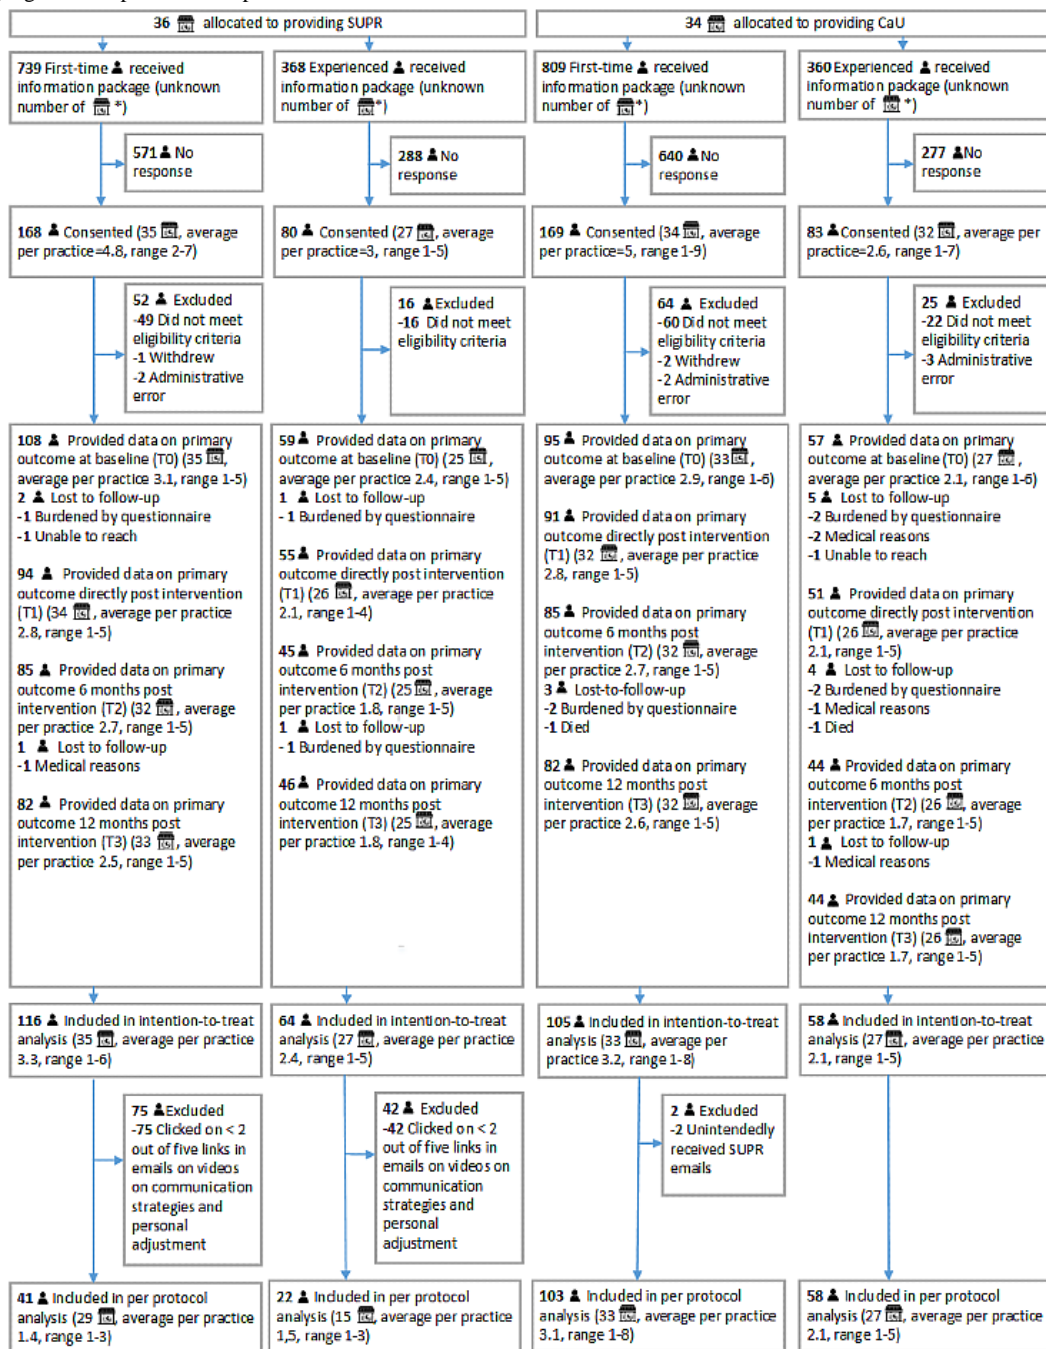 36 allocated to providing SUPR
34 allocated to providing CaU
739 First-time received
information package (unknown
number of *)
368 Experienced received
information package (unknown
number of *)
809 First-time received
information package (unknown
number of *)
360 Experienced received
information package (unknown
number of *)
571 No
response
288 No
response
640 No
response
277 No
response
168 Consented (35 , average
per practice=4.8, range 2-7)
80 Consented (27 , average
per practice=3, range 1-5)
169 Consented (34 , average
per practice=5, range 1-9)
83 Consented (32 , average per
practice=2.6, range 1-7)
52 Excluded
-49 Did not meet
eligibility criteria
-1 Withdrew
-2 Administrative
error
16 Excluded
-16 Did not meet
eligibility criteria
64 Excluded
-60 Did not meet
eligibility criteria
-2 Withdrew
-2 Administrative
error
25 Excluded
-22 Did not meet
eligibility criteria
-3 Administrative
error
108 Provided data on primary
outcome at baseline (T0) (35 ,
average per practice 3.1, range 1-5)
2 Lost to follow-up
-1 Burdened by questionnaire
-1 Unable to reach
94 Provided data on primary
outcome directly post intervention
(T1) (34 , average per practice
2.8, range 1-5)
85 Provided data on primary
outcome 6 months post
intervention (T2) (32 , average
per practice 2.7, range 1-5)
1 Lost to follow-up
-1 Medical reasons
82 Provided data on primary
outcome 12 months post
intervention (T3) (33 , average
per practice 2.5, range 1-5)
59 Provided data on primary
outcome at baseline (T0) (25 ,
average per practice 2.4, range 1-5)
1 Lost to follow-up
-1 Burdened by questionnaire
55 Provided data on primary
outcome directly post intervention
(T1) (26 , average per practice
2.1, range 1-4)
45 Provided data on primary
outcome 6 months post
intervention (T2) (25 , average
per practice 1.8, range 1-5)
1 Lost to follow-up
-1 Burdened by questionnaire
46 Provided data on primary
outcome 12 months post
intervention (T3) (25 , average
per practice 1.8, range 1-4)
95 Provided data on primary
outcome at baseline (T0) (33 ,
average per practice 2.9, range 1-6)
91 Provided data on primary
outcome directly post intervention
(T1) (32 , average per practice
2.8, range 1-5)
85 Provided data on primary
outcome 6 months post
intervention (T2) (32 , average
per practice 2.7, range 1-5)
3 Lost-to-follow-up
-2 Burdened by questionnaire
-1 Died
82 Provided data on primary
outcome 12 months post
intervention (T3) (32 , average
per practice 2.6, range 1-5)
57 Provided data on primary
outcome at baseline (T0) (27 ,
average per practice 2.1, range 1-6)
5 Lost to follow-up
-2 Burdened by questionnaire
-2 Medical reasons
-1 Unable to reach
51 Provided data on primary
outcome directly post intervention
(T1) (26 , average per practice
2.1, range 1-5)
4 Lost to follow-up
-2 Burdened by questionnaire
-1 Medical reasons
-1 Died
44 Provided data on primary
outcome 6 months post
intervention (T2) (26 , average
per practice 1.7, range 1-5)
1 Lost to follow-up
-1 Medical reasons
44 Provided data on primary
outcome 12 months post
intervention (T3) (26 , average
per practice 1.7, range 1-5)
116 Included in intention-to-treat
analysis (35 , average per practice
3.3, range 1-6)
64 Included in intention-to-treat
analysis (27 , average per practice
2.4, range 1-5)
105 Included in intention-to-treat
analysis (33 , average per
practice 3.2, range 1-8)
58 Included in intention-to-treat
analysis (27 , average per practice
2.1, range 1-5)
75 Excluded
-75 Clicked on < 2
out of five links in
emails on videos
on communication
strategies and
personal
adjustment
42 Excluded
-42 Clicked on < 2
out of five links in
emails on videos on
communication
strategies and
personal
adjustment
2 Excluded
-2 Unintendedly
received SUPR
emails
41 Included in per protocol
analysis (29 , average per practice
1.4, range 1-3)
22 Included in per protocol
analysis (15 , average per practice
1,5, range 1-3)
103 Included in per protocol
analysis (33 , average per practice
3.1, range 1-8)
58 Included in per protocol
analysis (27 , average per practice
2.1, range 1-5)